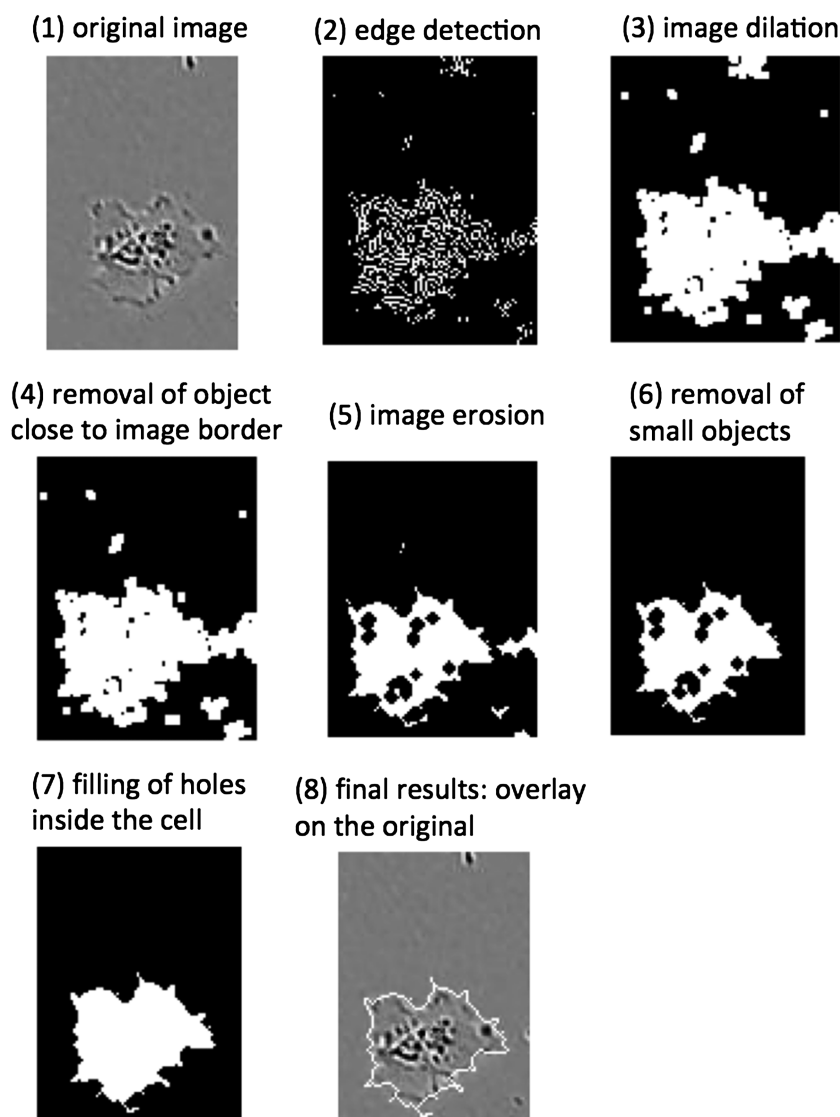 (1) original image
(2) edge detection
(3) image dilation
(4) removal of object
close to image border
(5) image erosion
(6) removal of
small objects
(7) filling of holes
inside the cell
(8) final results: overlay
on the original